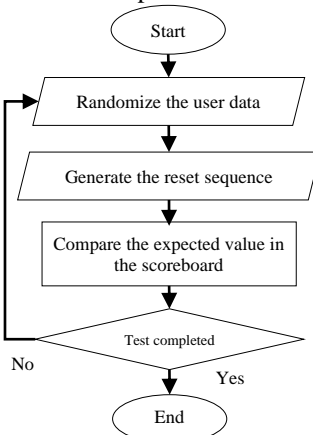 Start
Randomize the user data
Generate the reset sequence
Compare the expected value in
the scoreboard
Test completed
No
Yes
End